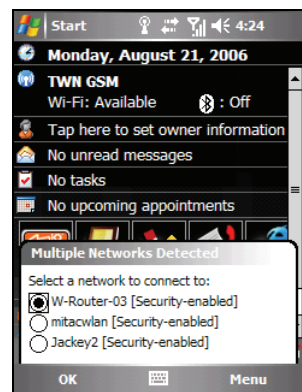 Start 4:24
Monday, August 21, 2006
TWN GSM
Wi-Fi: Available : Off
Tap here to set owner information
No unread messages
No tasks
No upcoming appointments
Multiple Networks Detected
Select a network to connect to:
W-Router-03 [Security-enabled]
mitacwlan [Security-enabled]
Jackey2 [Security-enabled]
OK Menu